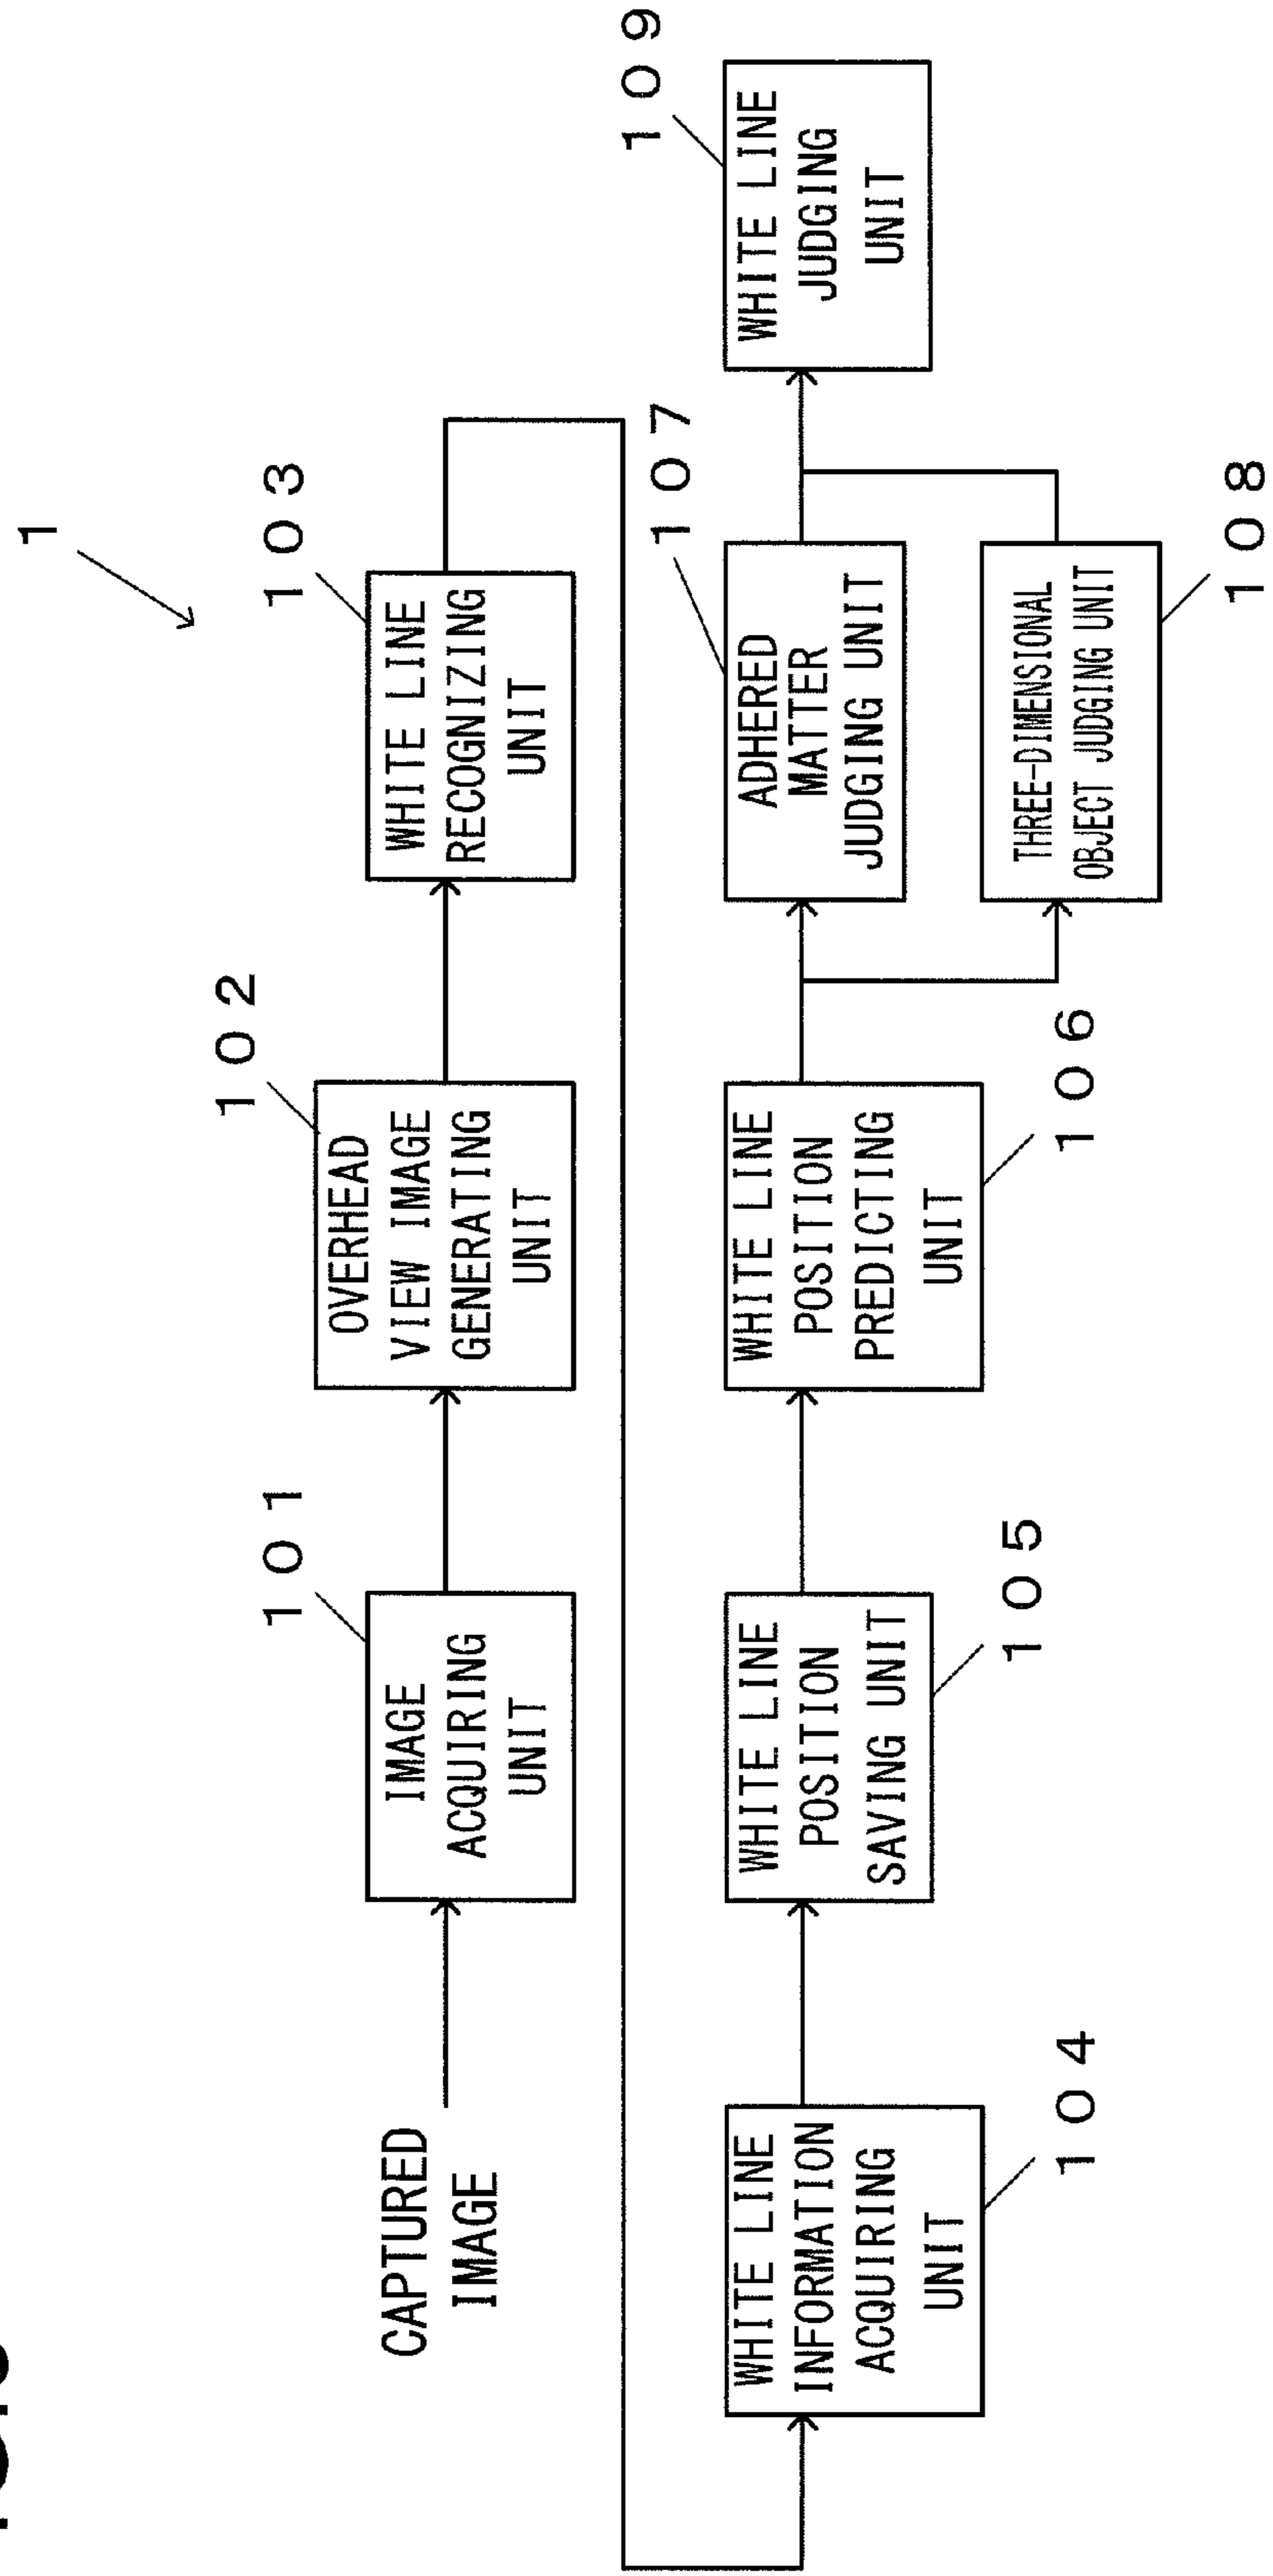 1
CAPTURED
IMAGE
101
IMAGE
ACQUIRING
UNIT
102
OVERHEAD
VIEW IMAGE
GENERATING
UNIT
103
WHITE LINE
RECOGNIZING
UNIT
104
WHITE LINE
INFORMATION
ACQUIRING
UNIT
105
WHITE LINE
POSITION
SAVING UNIT
106
WHITE LINE
POSITION
PREDICTING
UNIT
107
ADHERED
MATTER
JUDGING UNIT
108
THREE-DIMENSIONAL
OBJECT JUDGING UNIT
109
WHITE LINE
JUDGING
UNIT